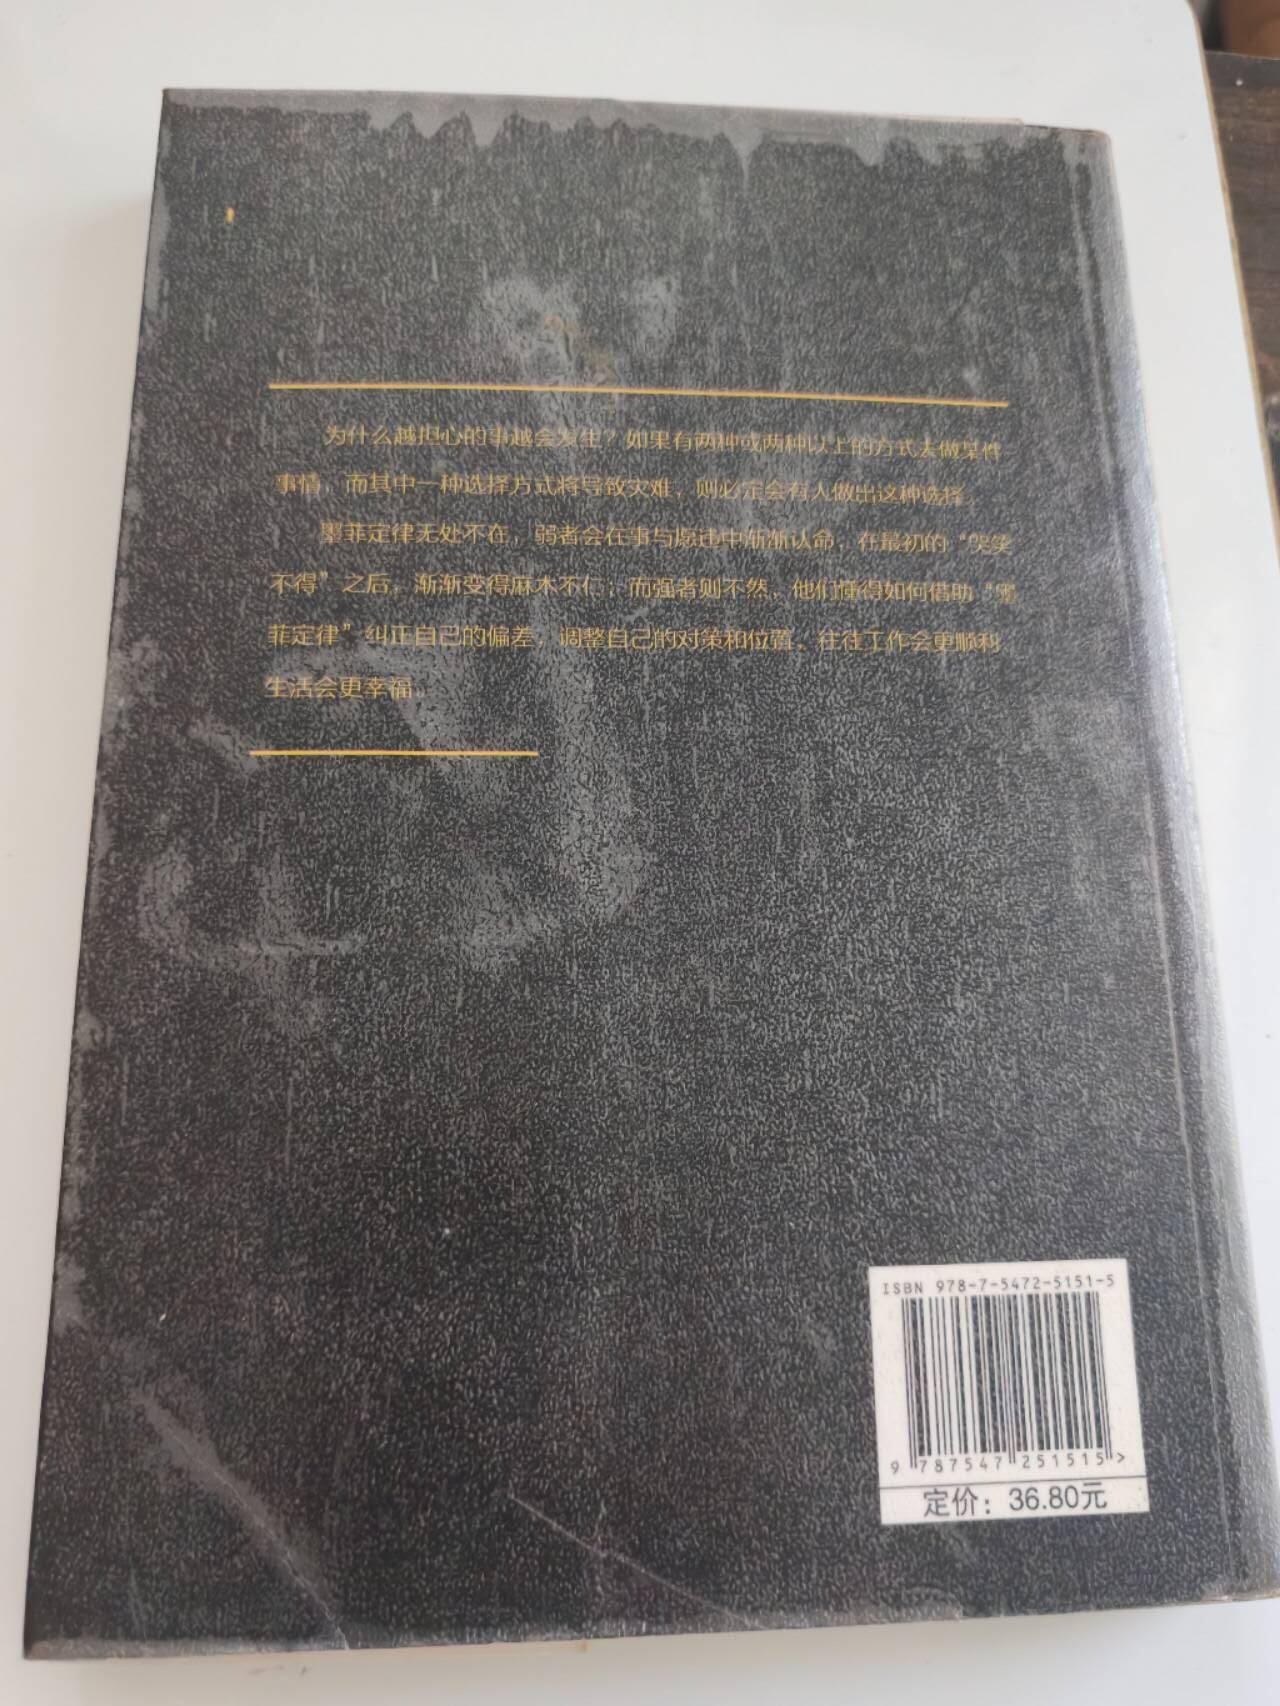 为什么越担心的事越会发生？如果有两种或两种以上的方式去做某件
事情，而其中一种选择方式将导致灾难，则必定会有人做出这种选择。
墨菲定律无处不在，弱者会在事与愿违中渐渐认命，在最初的“哭笑
不得”之后，渐渐变得麻木不仁；而强者则不然，他们懂得如何借助“墨
菲定律”纠正自己的偏差，调整自己的对策和位置，往往工作会更顺利，
生活会更幸福。
ISBN 978-7-5472-5151-5
9 787547 251515 >
定价：36.80元